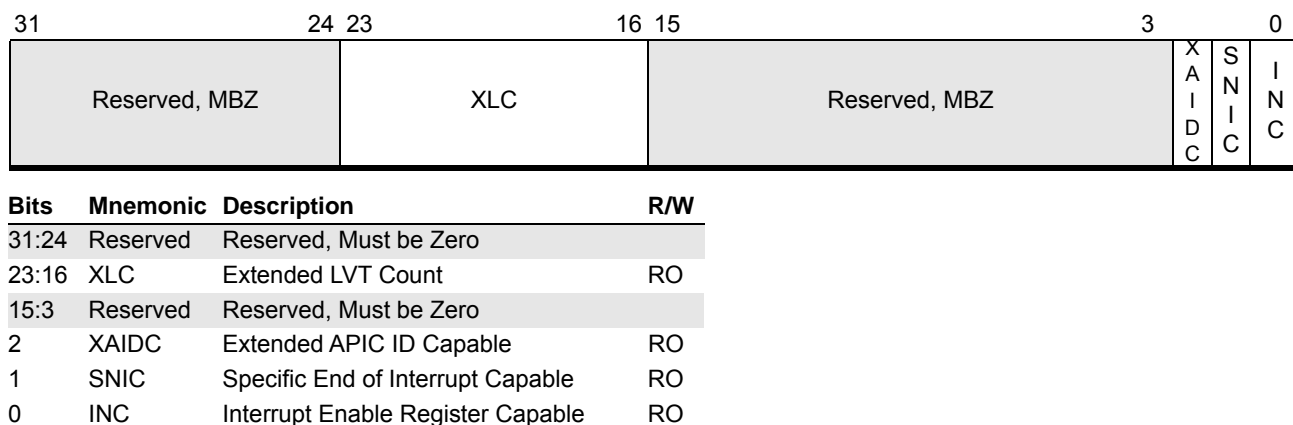 31 24 23 16 15 3 0
Reserved, MBZ XLC Reserved, MBZ XAIDC SNIC INC
Bits Mnemonic Description R/W
31:24 Reserved Reserved, Must be Zero
23:16 XLC Extended LVT Count RO
15:3 Reserved Reserved, Must be Zero
2 XAIDC Extended APIC ID Capable RO
1 SNIC Specific End of Interrupt Capable RO
0 INC Interrupt Enable Register Capable RO